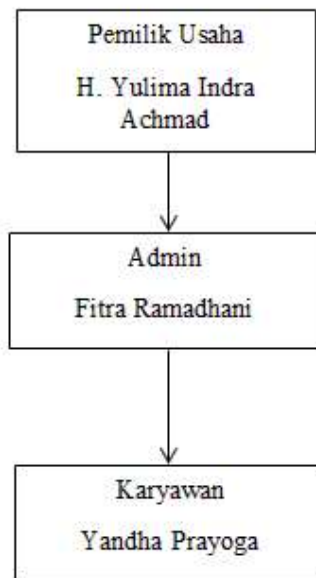 Pemilik Usaha
H. Yulima Indra
Achmad
Admin
Fitra Ramadhani
Karyawan
Yandha Prayoga